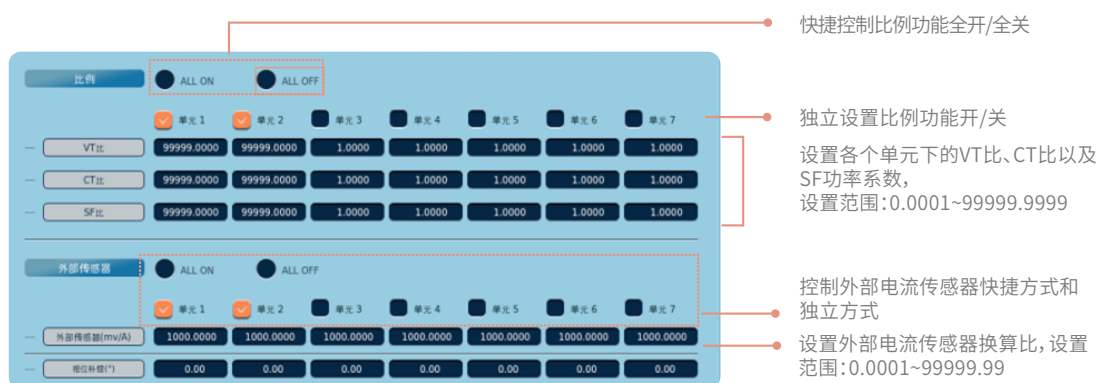 快捷控制比例功能全开/全关
比例 ALL ON ALL OFF
单元 1 单元 2 单元 3 单元 4 单元 5 单元 6 单元 7
独立设置比例功能开/关
VT比 99999.0000 99999.0000 1.0000 1.0000 1.0000 1.0000 1.0000
CT比 99999.0000 99999.0000 1.0000 1.0000 1.0000 1.0000 1.0000
SF比 99999.0000 99999.0000 1.0000 1.0000 1.0000 1.0000 1.0000
设置各个单元下的VT比、CT比以及
SF功率系数，
设置范围：0.0001~99999.9999
外部传感器 ALL ON ALL OFF
单元 1 单元 2 单元 3 单元 4 单元 5 单元 6 单元 7
控制外部电流传感器快捷方式和
独立方式
外部传感器(mv/A) 1000.0000 1000.0000 1000.0000 1000.0000 1000.0000 1000.0000 1000.0000
相位补偿(°) 0.00 0.00 0.00 0.00 0.00 0.00 0.00
设置外部电流传感器换算比，设置
范围：0.0001~99999.99